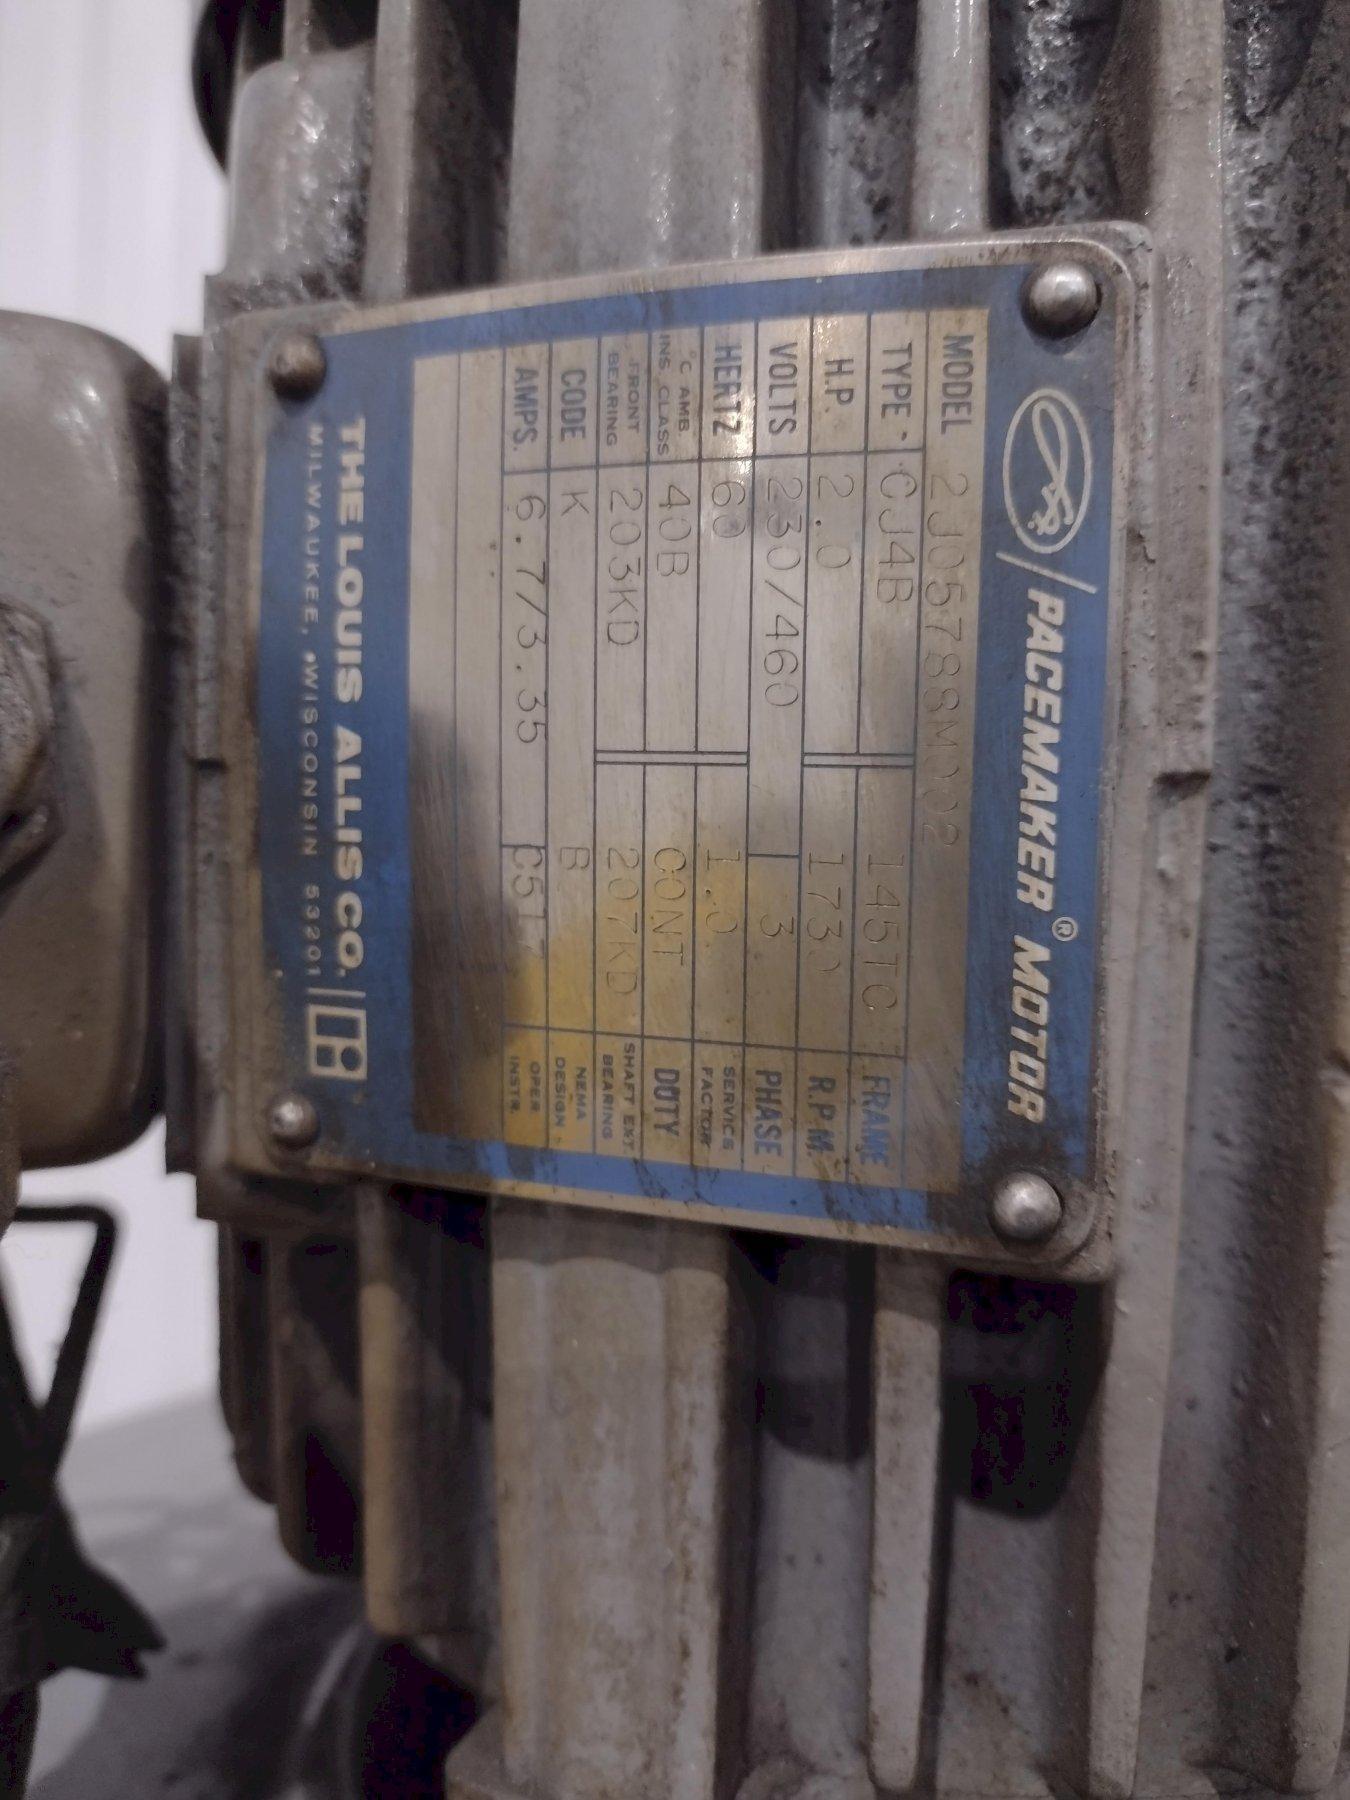 PACEMAKER® MOTOR
MODEL 2J05788M002
TYPE CJ4B 145TC FRAME
H.P. 2.0 1730 R.P.M.
VOLTS 230/460 3 PHASE
HERTZ 60 1.0 SERVICE FACTOR
°C AMB. INS. CLASS 40B CONT DUTY
FRONT BEARING 203KD 207KD SHAFT EXT. BEARING
CODE K B NEMA DESIGN
AMPS. 6.7/3.35 OPER. INSTR.
THE LOUIS ALLIS CO.
MILWAUKEE, WISCONSIN 53201